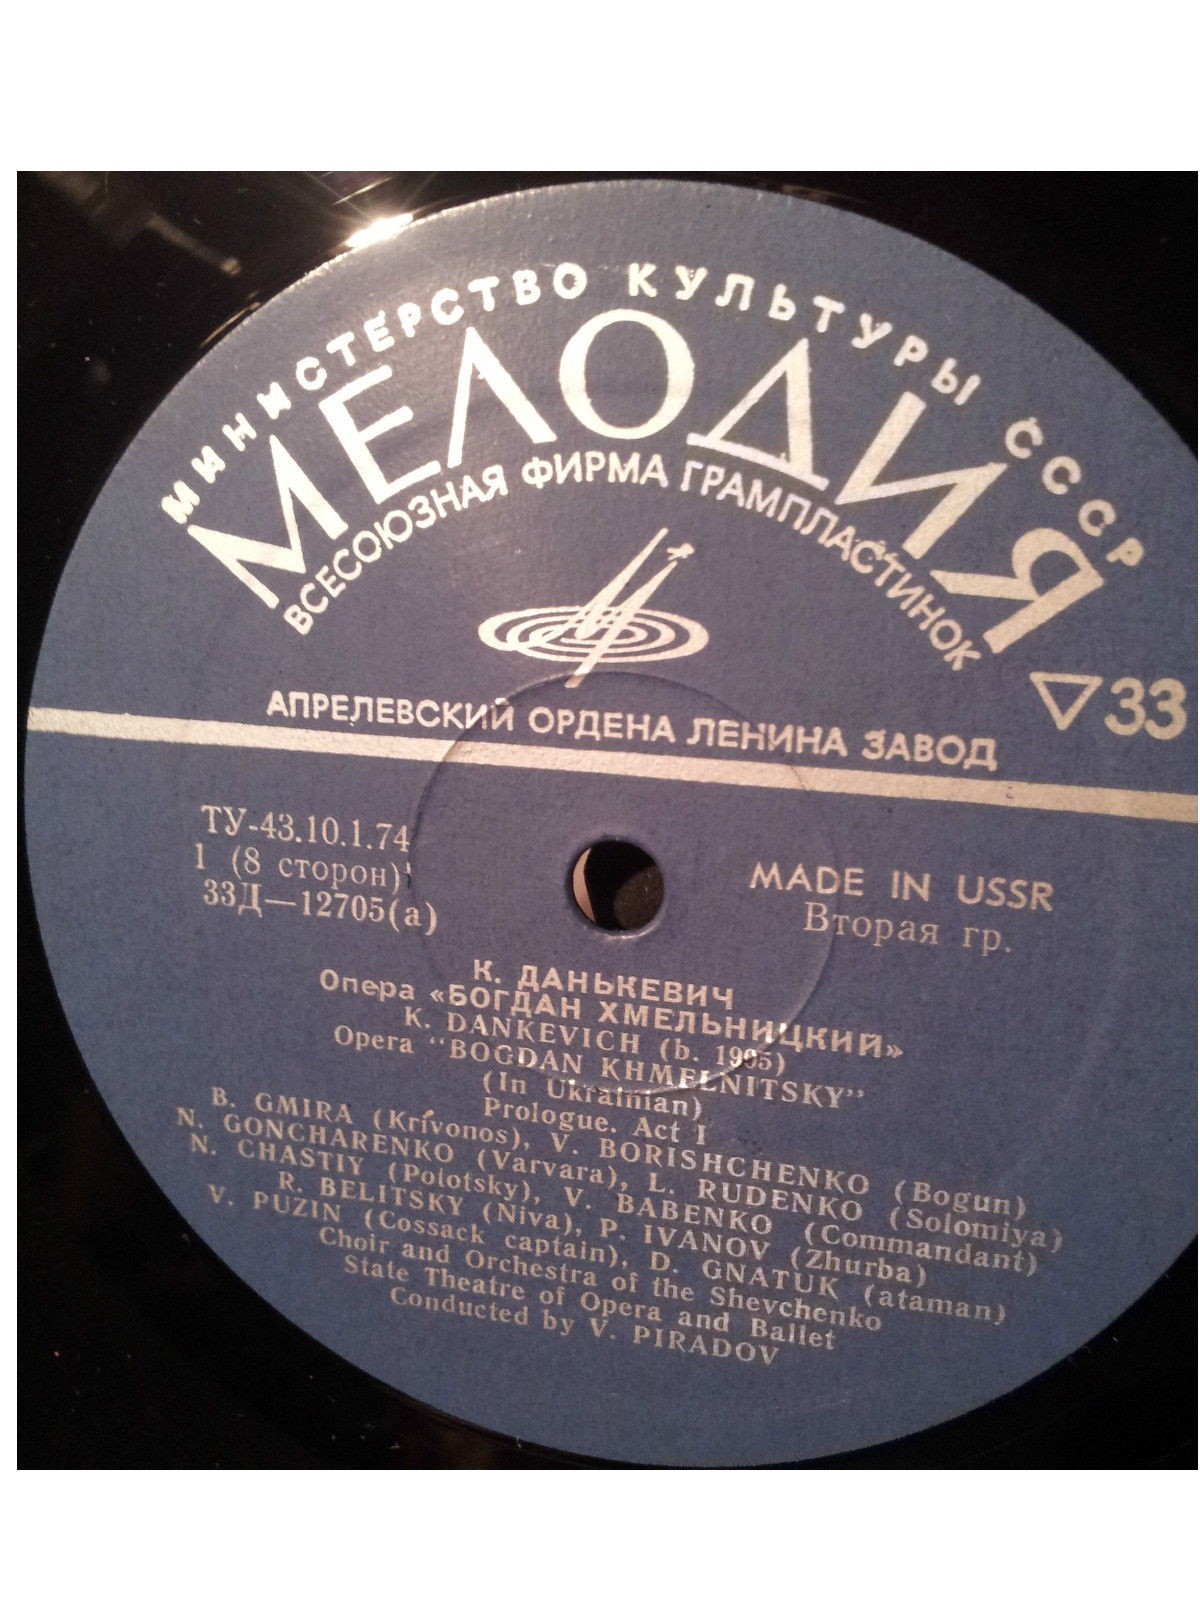 МИНИСТЕРСТВО КУЛЬТУРЫ СССР
МЕЛОДИЯ
ВСЕСОЮЗНАЯ ФИРМА ГРАМПЛАСТИНОК
▽33
АПРЕЛЕВСКИЙ ОРДЕНА ЛЕНИНА ЗАВОД
ТУ-43.10.1.74
1 (8 сторон)
33Д—12705(а)
MADE IN USSR
Вторая гр.
К. ДАНЬКЕВИЧ
Опера «БОГДАН ХМЕЛЬНИЦКИЙ»
K. DANKEVICH (b. 1905)
Opera "BOGDAN KHMELNITSKY"
(In Ukrainian)
Prologue. Act I
B. GMIRA (Krivonos), V. BORISHCHENKO (Bogun)
N. GONCHARENKO (Varvara), L. RUDENKO (Solomiya)
N. CHASTIY (Polotsky), V. BABENKO (Commandant)
R. BELITSKY (Niva), P. IVANOV (Zhurba)
V. PUZIN (Cossack captain), D. GNATUK (ataman)
Choir and Orchestra of the Shevchenko
State Theatre of Opera and Ballet
Conducted by V. PIRADOV